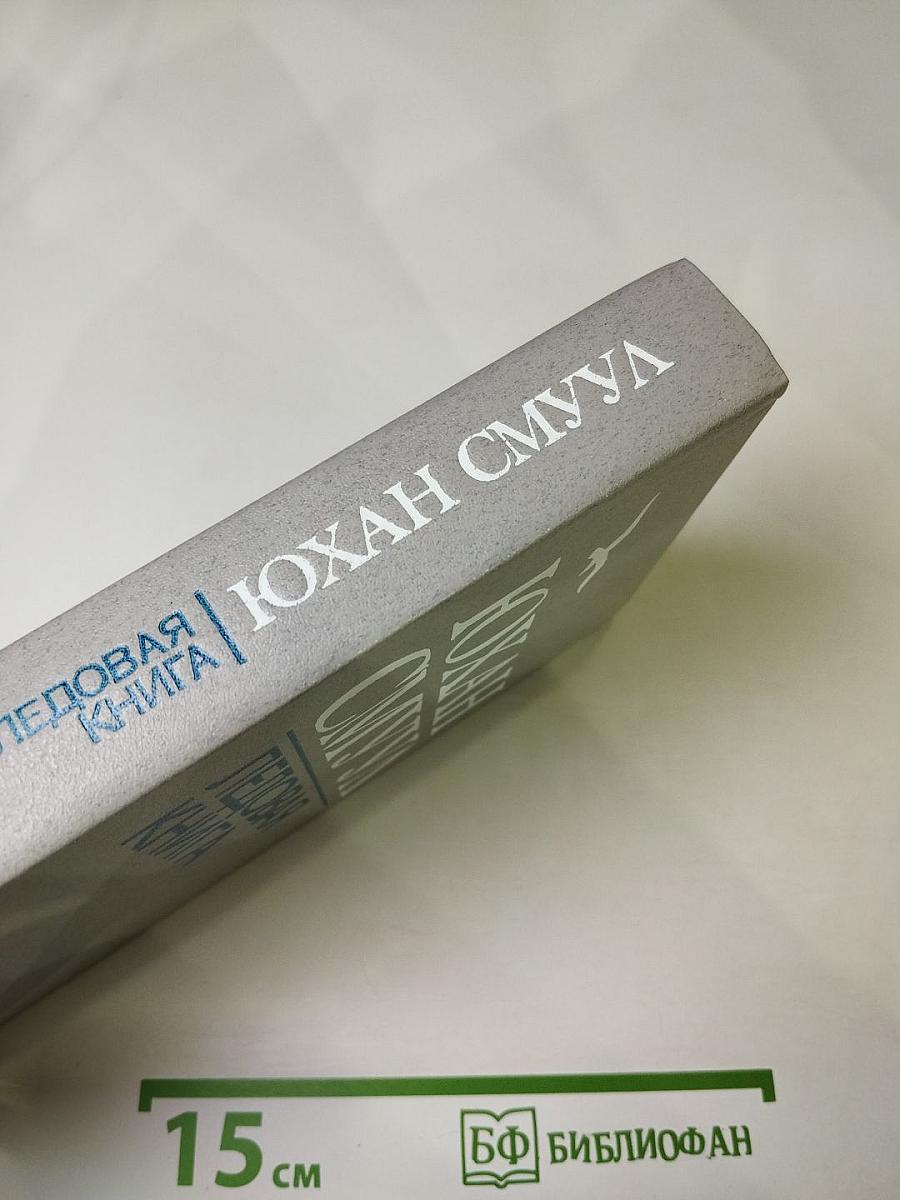 ЛЕДОВАЯ
КНИГА
ЮХАН СМУУЛ
ЮХАН
СМУУЛ
ЛЕДОВАЯ
КНИГА
15 см
БФ БИБЛИОФАН